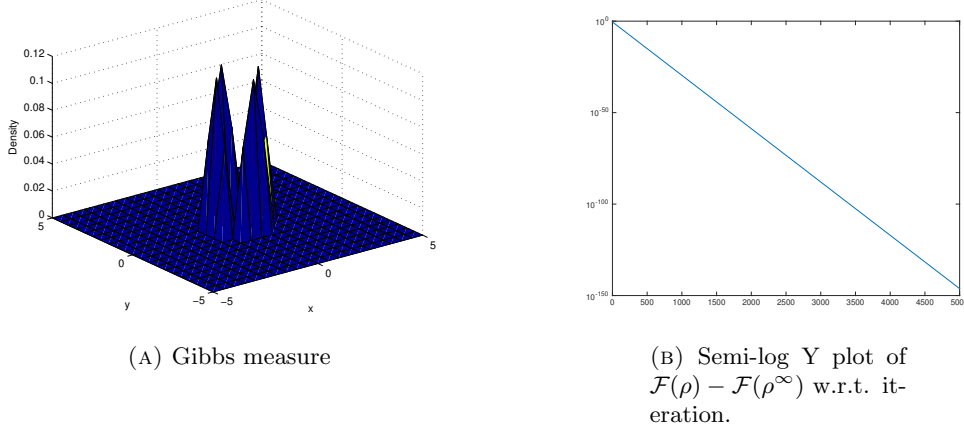 0.12
0.1
0.08
0.06
0.04
0.02
0
Density
5
0
−5
y
−5
0
5
x
(A) Gibbs measure
10^0
10^-50
10^-100
10^-150
0 500 1000 1500 2000 2500 3000 3500 4000 4500 500
(B) Semi-log Y plot of
F(ρ) − F(ρ^∞) w.r.t. it-
eration.